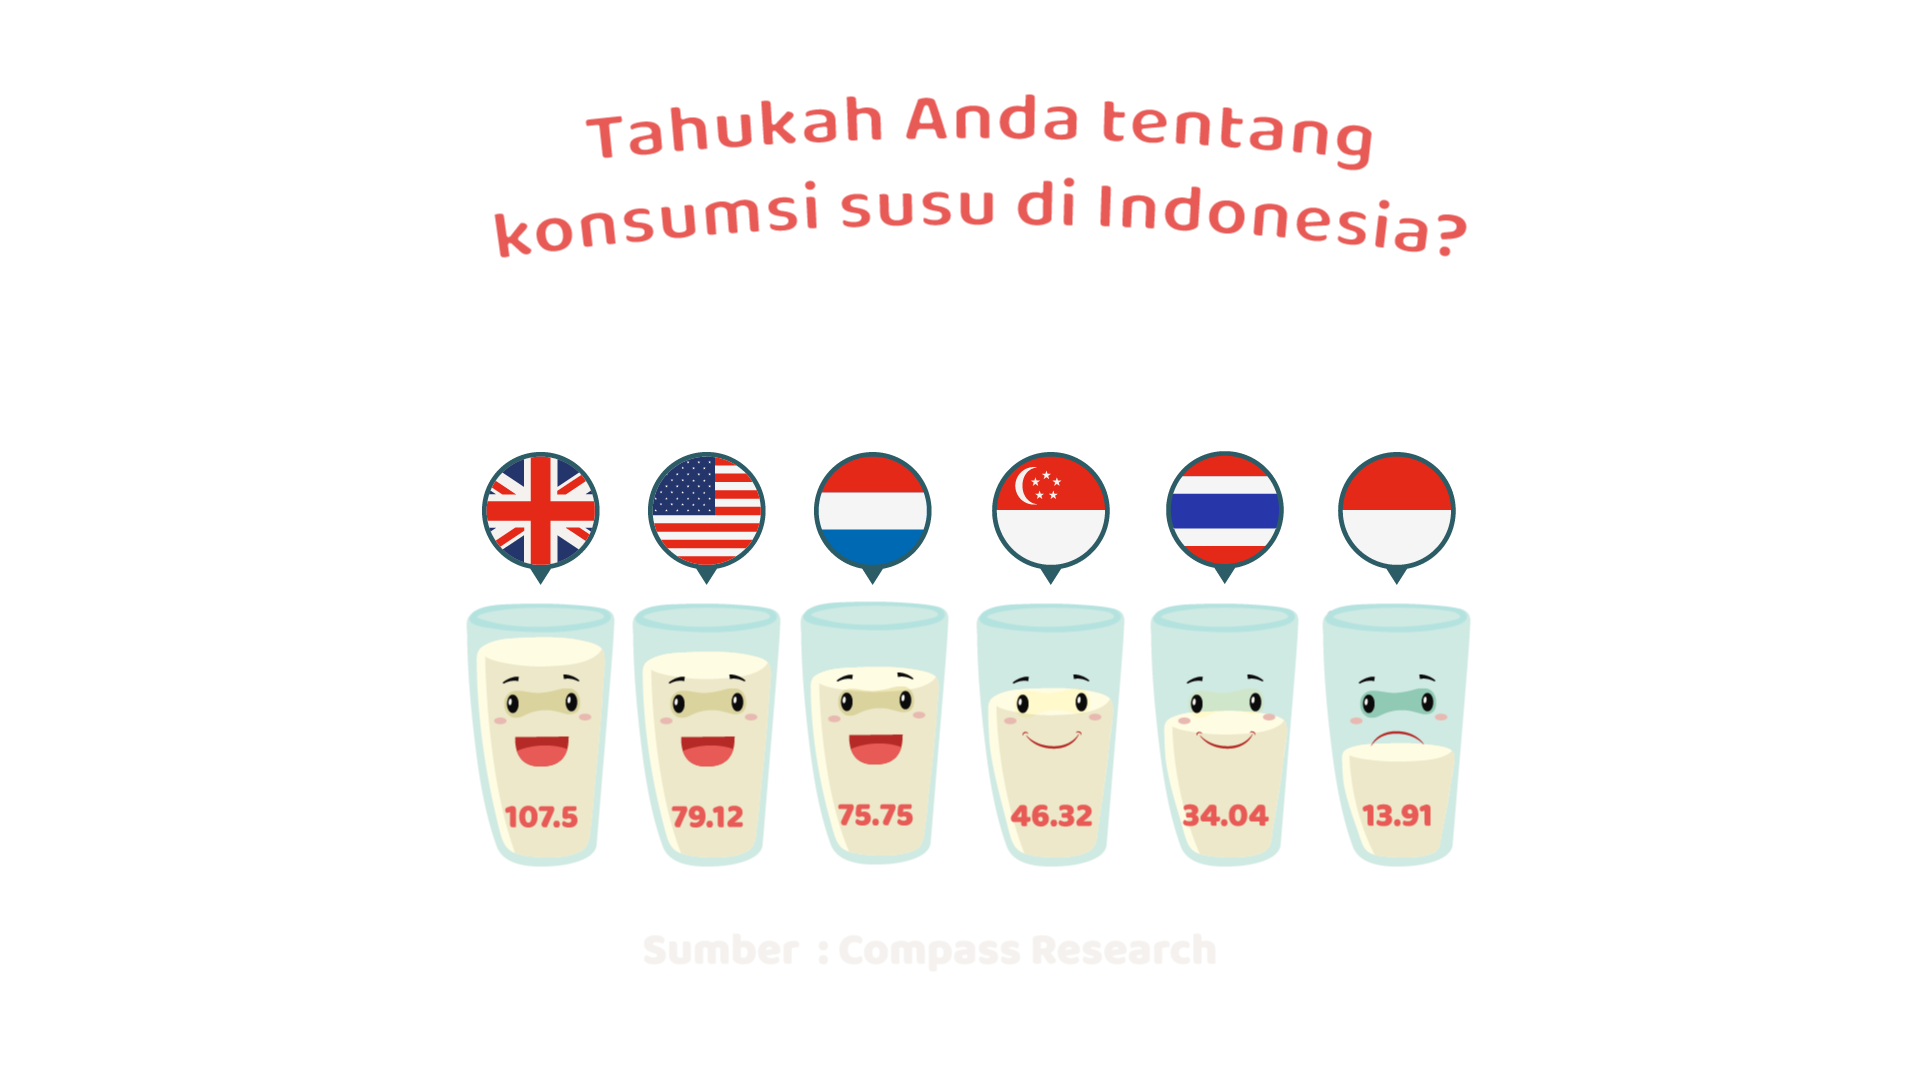 Tahukah Anda tentang
konsumsi susu di Indonesia?
107.5 79.12 75.75 46.32 34.04 13.91
Sumber : Compass Research